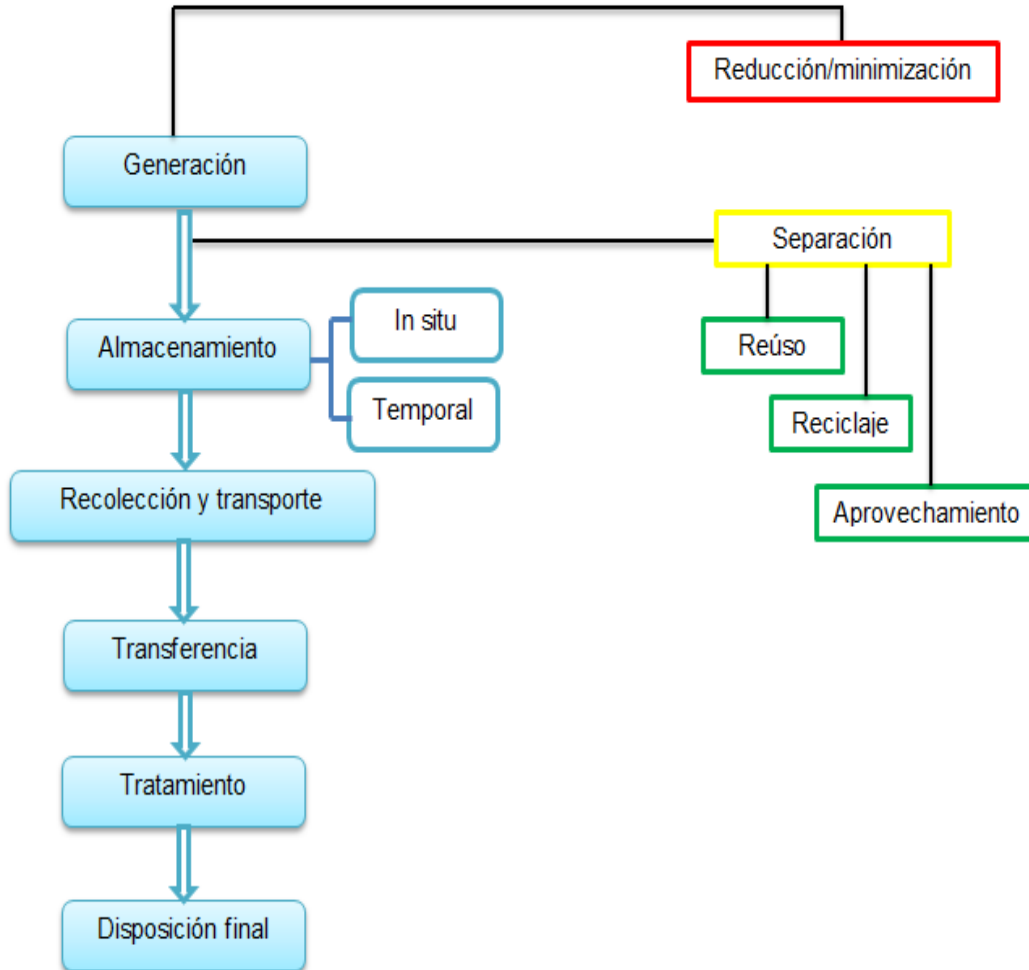 Reducción/minimización
Generación
Separación
In situ
Almacenamiento
Reúso
Temporal
Reciclaje
Recolección y transporte
Aprovechamiento
Transferencia
Tratamiento
Disposición final